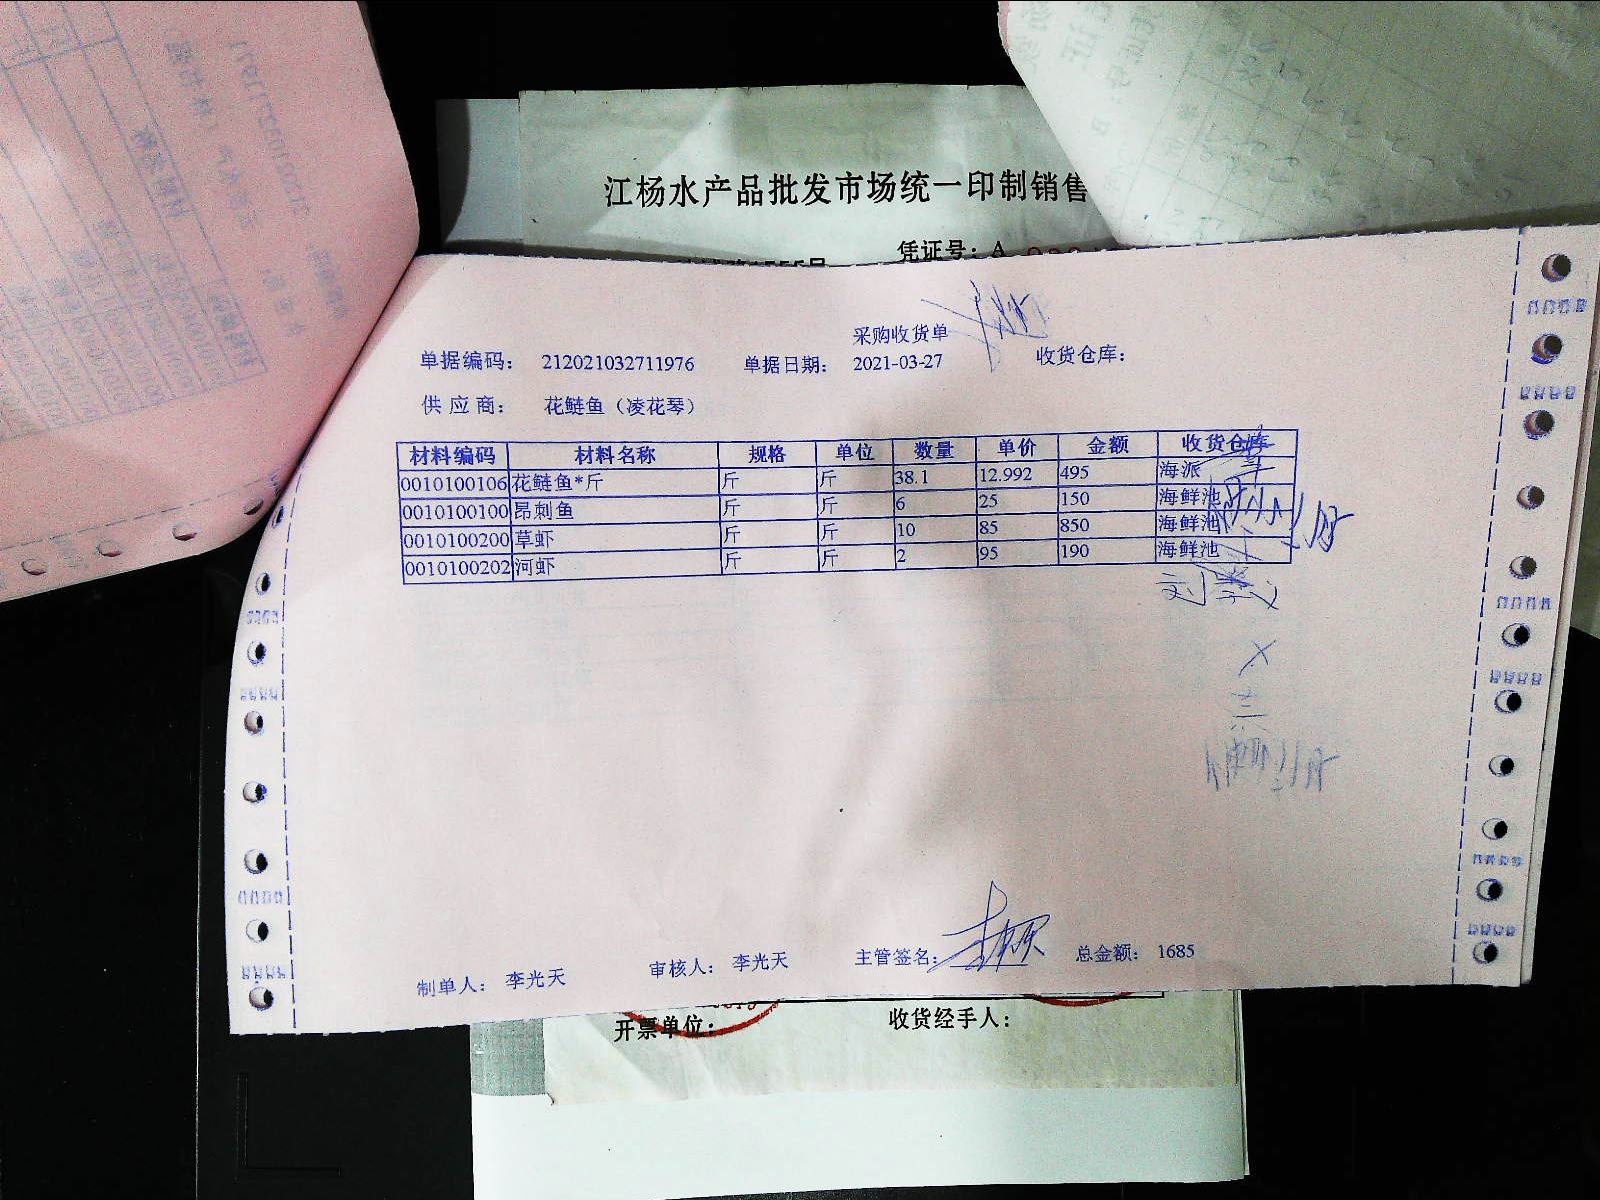 江杨水产品批发市场统一印制销售
凭证号：A
采购收货单
单据编码： 212021032711976 单据日期： 2021-03-27 收货仓库：
供应商： 花鲢鱼（凌花琴）
材料编码 材料名称 规格 单位 数量 单价 金额 收货仓库
0010100106 花鲢鱼*斤 斤 斤 38.1 12.992 495 海派
0010100100 昂刺鱼 斤 斤 6 25 150 海鲜池
0010100200 草虾 斤 斤 10 85 850 海鲜池
0010100202 河虾 斤 斤 2 95 190 海鲜池
制单人： 李光天 审核人： 李光天 主管签名： 总金额： 1685
开票单位： 收货经手人：